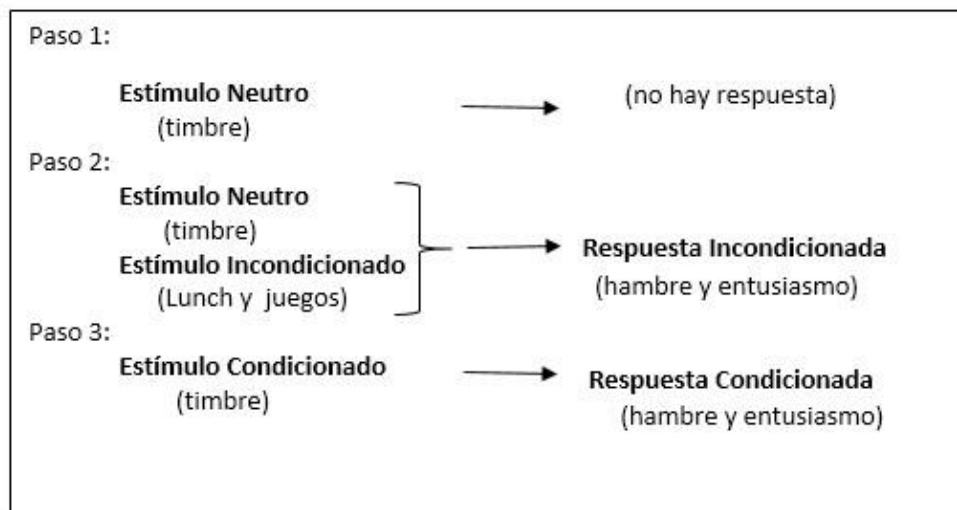 Paso 1:
Estímulo Neutro
(no hay respuesta)
(timbre)
Paso 2:
Estímulo Neutro
(timbre)
Respuesta Incondicionada
Estímulo Incondicionado
(hambre y entusiasmo)
(Lunch y juegos)
Paso 3:
Estímulo Condicionado
Respuesta Condicionada
(timbre)
(hambre y entusiasmo)